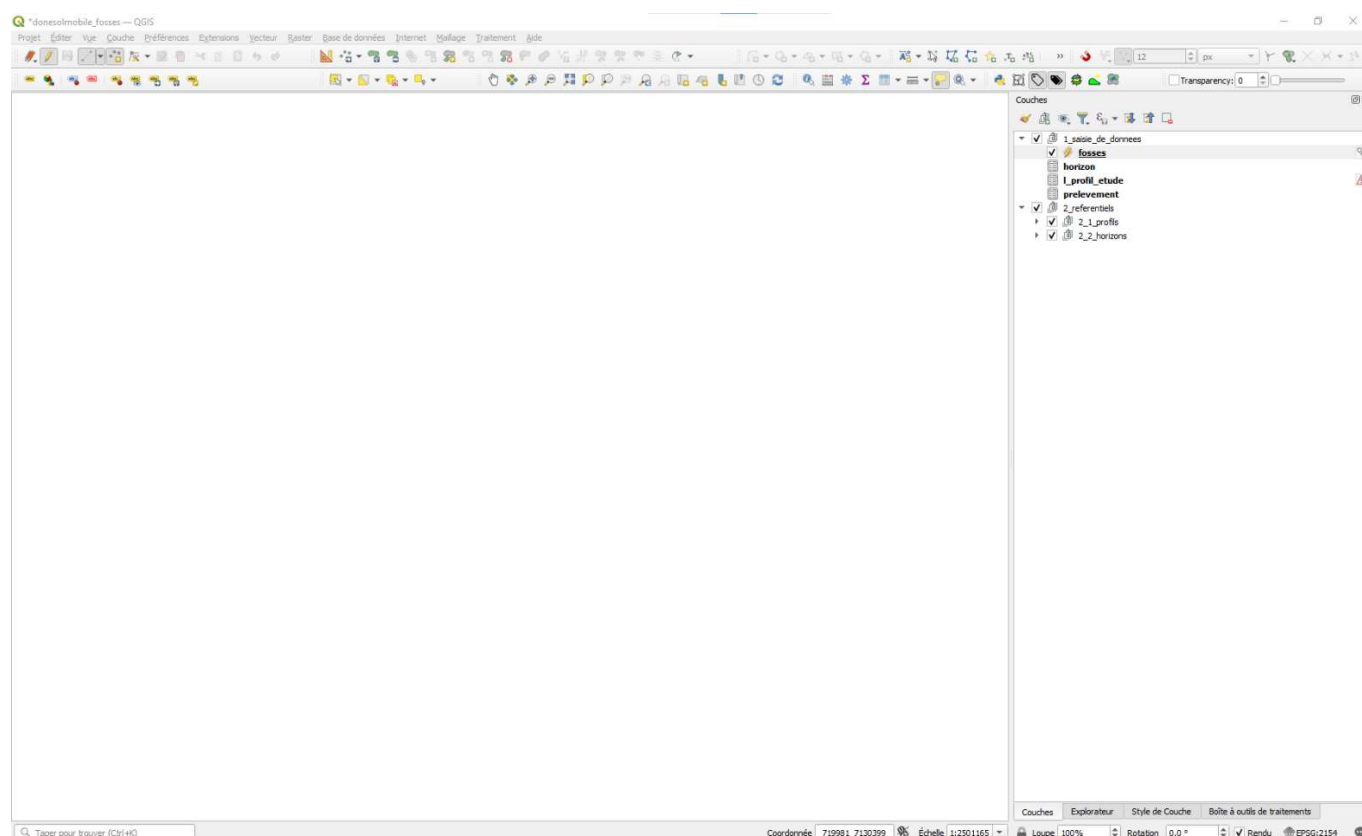 *donesolmobile_fosses — QGIS
Projet Éditer Vue Couche Préférences Extensions Vecteur Raster Base de données Internet Maillage Traitement Aide
12 px
Transparency: 0
Couches
1_saisie_de_donnees
fosses
horizon
l_profil_etude
prelevement
2_referentiels
2_1_profils
2_2_horizons
Couches Explorateur Style de Couche Boîte à outils de traitements
Taper pour trouver (Ctrl+K) Coordonnée 719981 7130399 Échelle 1:2501165 Loupe 100% Rotation 0.0 ° Rendu EPSG:2154